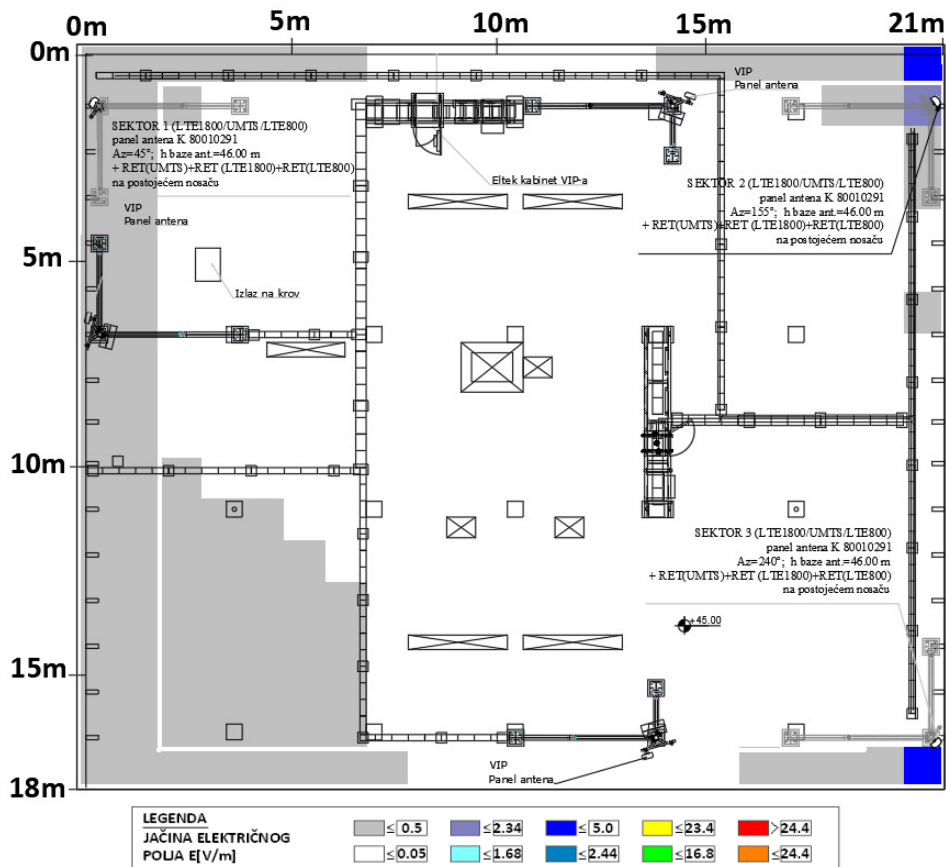 0m 5m 10m 15m 21m
0m
5m
10m
15m
18m
VIP
Panel antena
SEKTOR 1 (LTE1800/UMTS/LTE800)
panel antena K 80010291
Az=45°; h baze ant.=46.00 m
+ RET(UMTS)+RET (LTE1800)+RET(LTE800)
na postojećem nosaču
Eltek kabinet VIP-a
SEKTOR 2 (LTE1800/UMTS/LTE800)
panel antena K 80010291
Az=155°; h baze ant.=46.00 m
+ RET(UMTS)+RET (LTE1800)+RET(LTE800)
na postojećem nosaču
VIP
Panel antena
Izlaz na krov
SEKTOR 3 (LTE1800/UMTS/LTE800)
panel antena K 80010291
Az=240°; h baze ant.=46.00 m
+ RET(UMTS)+RET (LTE1800)+RET(LTE800)
na postojećem nosaču
+45.00
VIP
Panel antena
LEGENDA
JAČINA ELEKTRIČNOG
POLJA E[V/m]
≤ 0.5 ≤ 2.34 ≤ 5.0 ≤ 23.4 > 24.4
≤ 0.05 ≤ 1.68 ≤ 2.44 ≤ 16.8 ≤ 24.4